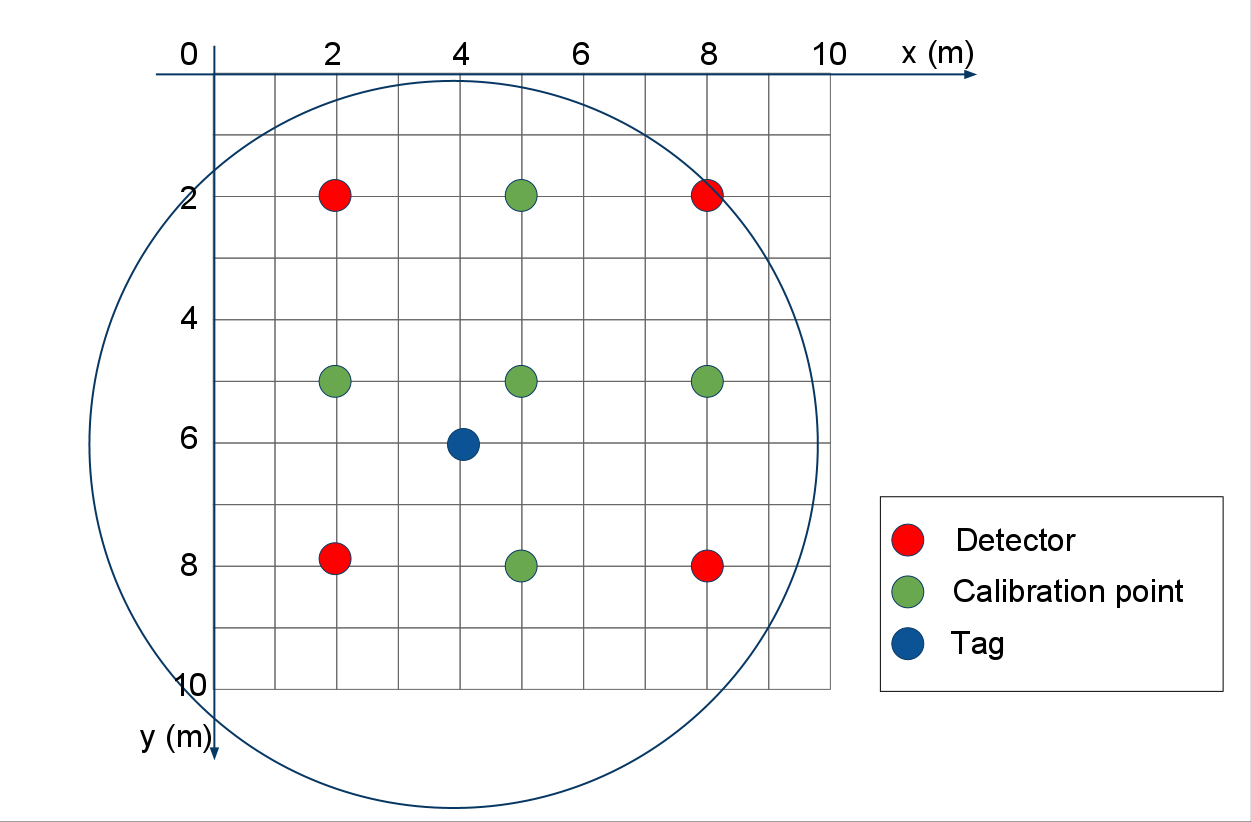 0 2 4 6 8 10 x (m)
2
4
6
8
10
y (m)
Detector
Calibration point
Tag